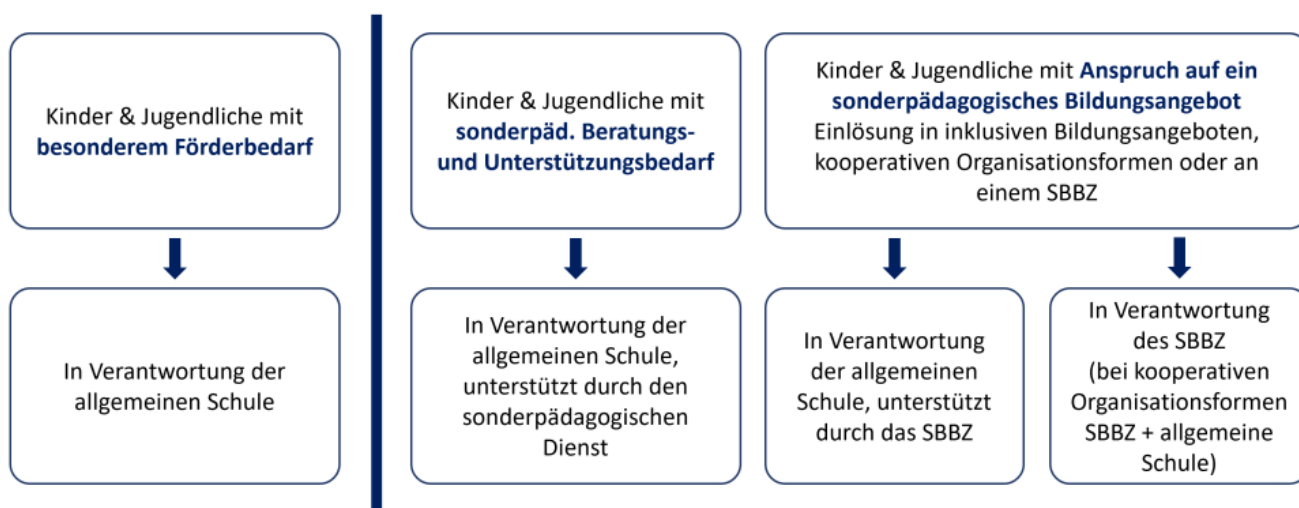 Kinder & Jugendliche mit
besonderem Förderbedarf
Kinder & Jugendliche mit
sonderpäd. Beratungs-
und Unterstützungsbedarf
Kinder & Jugendliche mit Anspruch auf ein
sonderpädagogisches Bildungsangebot
Einlösung in inklusiven Bildungsangeboten,
kooperativen Organisationsformen oder an
einem SBBZ
In Verantwortung der
allgemeinen Schule
In Verantwortung der
allgemeinen Schule,
unterstützt durch den
sonderpädagogischen
Dienst
In Verantwortung
der allgemeinen
Schule, unterstützt
durch das SBBZ
In Verantwortung
des SBBZ
(bei kooperativen
Organisationsformen
SBBZ + allgemeine
Schule)